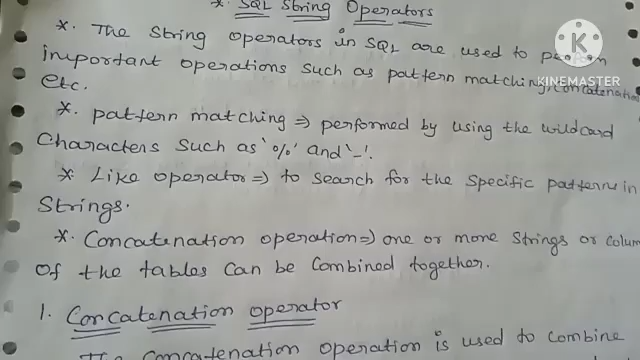 *. SQL String Operators
*. The String operators in SQL are used to
important operations such as pattern matching, Concatenation
etc.
*. pattern matching ⇒ performed by using the wildcard
Characters such as '%' and '_'.
* Like operator ⇒ to search for the specific patterns in
Strings.
*. Concatenation operation ⇒ one or more strings or
Of the tables can be combined together.
1. Concatenation operator
The Concatenation operation is used to combine
K
KINEMASTER